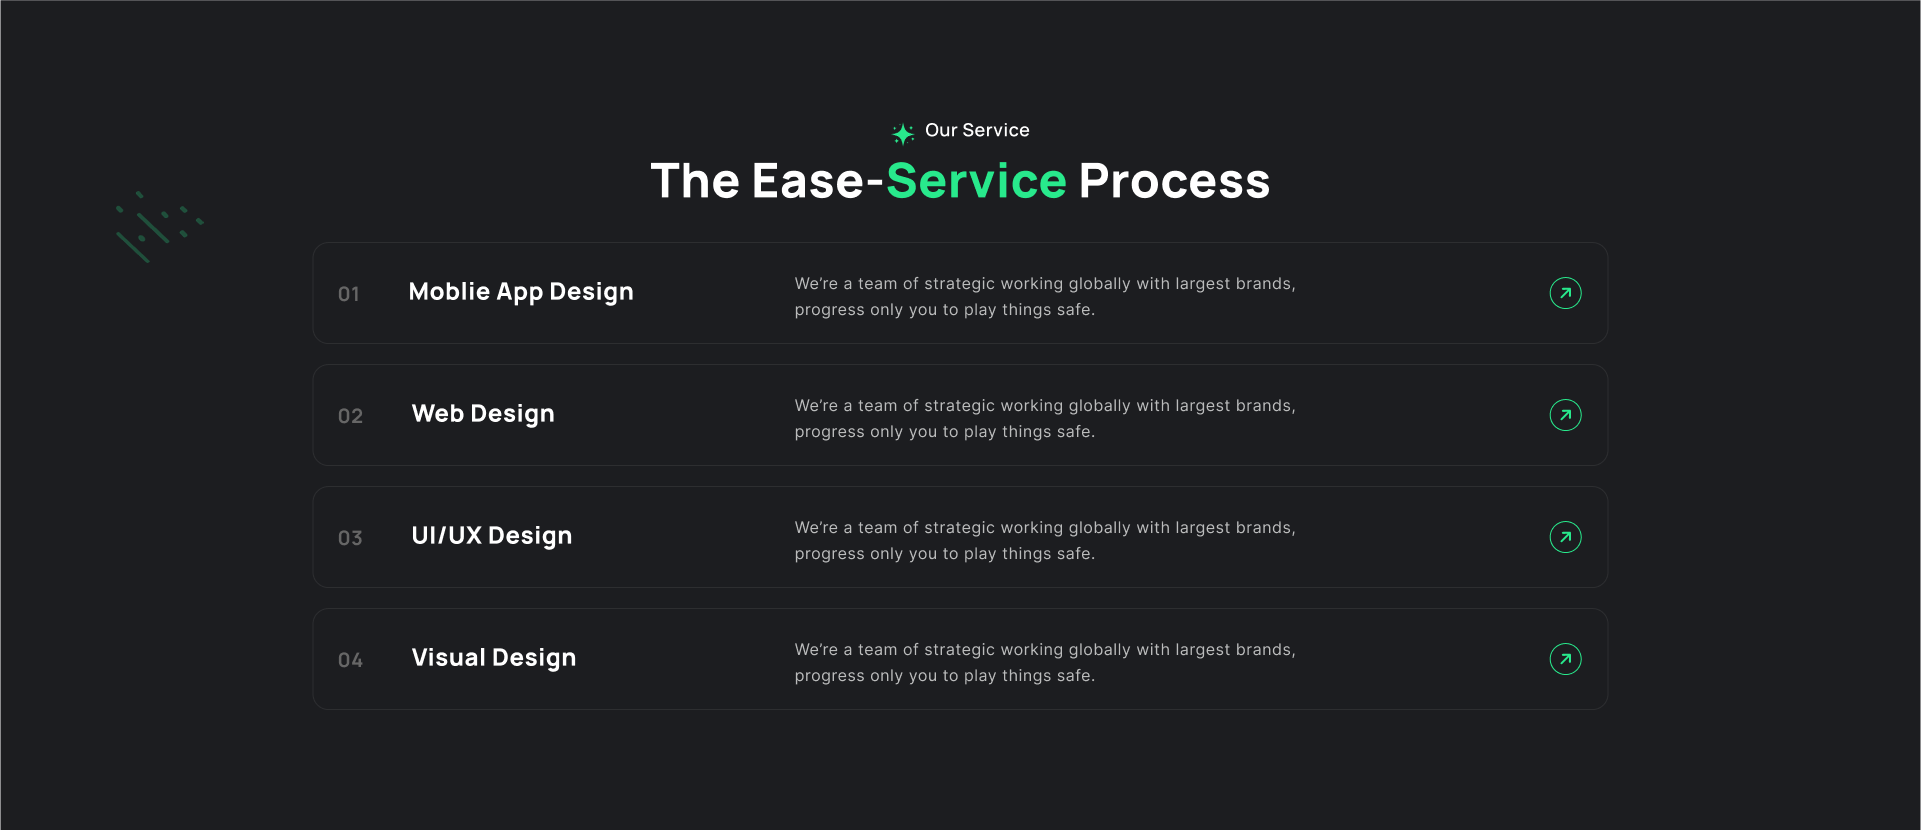 Our Service
The Ease-Service Process
01
Moblie App Design
We’re a team of strategic working globally with largest brands,
progress only you to play things safe.
02
Web Design
We’re a team of strategic working globally with largest brands,
progress only you to play things safe.
03
UI/UX Design
We’re a team of strategic working globally with largest brands,
progress only you to play things safe.
04
Visual Design
We’re a team of strategic working globally with largest brands,
progress only you to play things safe.